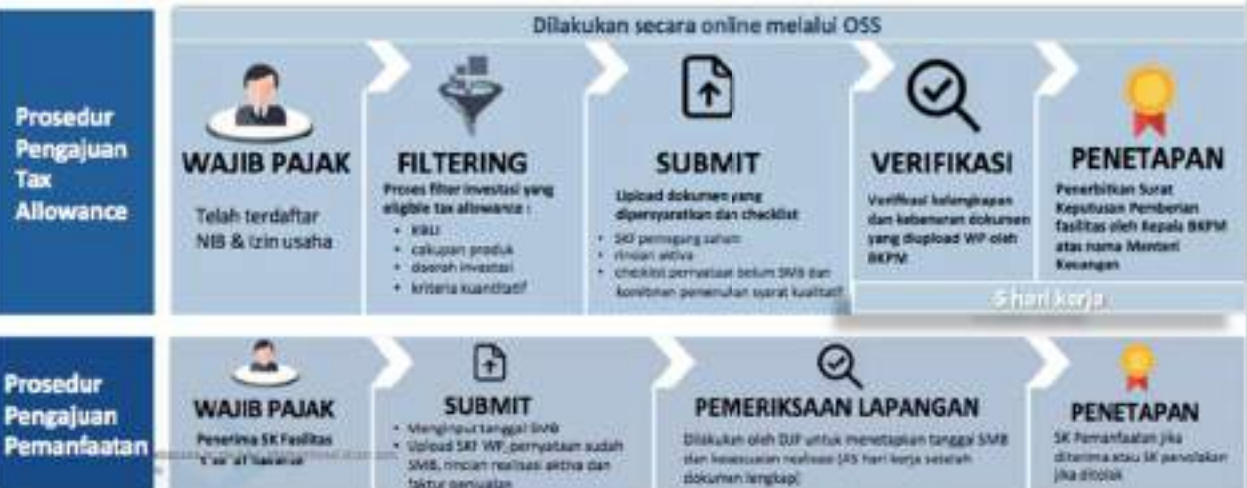 Dilakukan secara online melalui OSS
Prosedur
Pengajuan
Tax
Allowance
WAJIB PAJAK
Telah terdaftar
NIB & izin usaha
FILTERING
Proses filter investasi yang
eligible tax allowance :
• KBLI
• cakupan produk
• daerah investasi
• kriteria kuantitatif
SUBMIT
Upload dokumen yang
dipersyaratkan dan checklist
• SKF pemegang saham
• rincian aktiva
• checklist pernyataan belum SMB dan
komitmen pemenuhan syarat kualitatif
VERIFIKASI
Verifikasi kelengkapan
dan kebenaran dokumen
yang diupload WP oleh
BKPM
PENETAPAN
Penerbitkan Surat
Keputusan Pemberian
fasilitas oleh Kepala BKPM
atas nama Menteri
Keuangan
5 hari kerja
Prosedur
Pengajuan
Pemanfaatan
WAJIB PAJAK
Penerima SK Fasilitas
SUBMIT
• Menginput tanggal SMB
• Upload SKF WP, pernyataan sudah
SMB, rincian realisasi aktiva dan
faktur penjualan
PEMERIKSAAN LAPANGAN
Dilakukan oleh DJP untuk menetapkan tanggal SMB
dan kesesuaian realisasi (45 hari kerja setelah
dokumen lengkap)
PENETAPAN
SK Pemanfaatan jika
diterima atau SK penolakan
jika ditolak